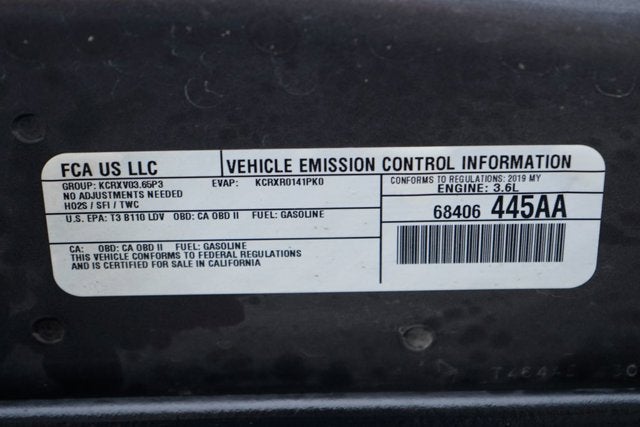 FCA US LLC
VEHICLE EMISSION CONTROL INFORMATION
GROUP: KCRXV03.65P3 EVAP: KCRXR0141PK0
NO ADJUSTMENTS NEEDED
HO2S / SFI / TWC
CONFORMS TO REGULATIONS: 2019 MY
ENGINE: 3.6L
U.S. EPA: T3 B110 LDV OBD: CA OBD II FUEL: GASOLINE
68406 445AA
CA: OBD: CA OBD II FUEL: GASOLINE
THIS VEHICLE CONFORMS TO FEDERAL REGULATIONS
AND IS CERTIFIED FOR SALE IN CALIFORNIA